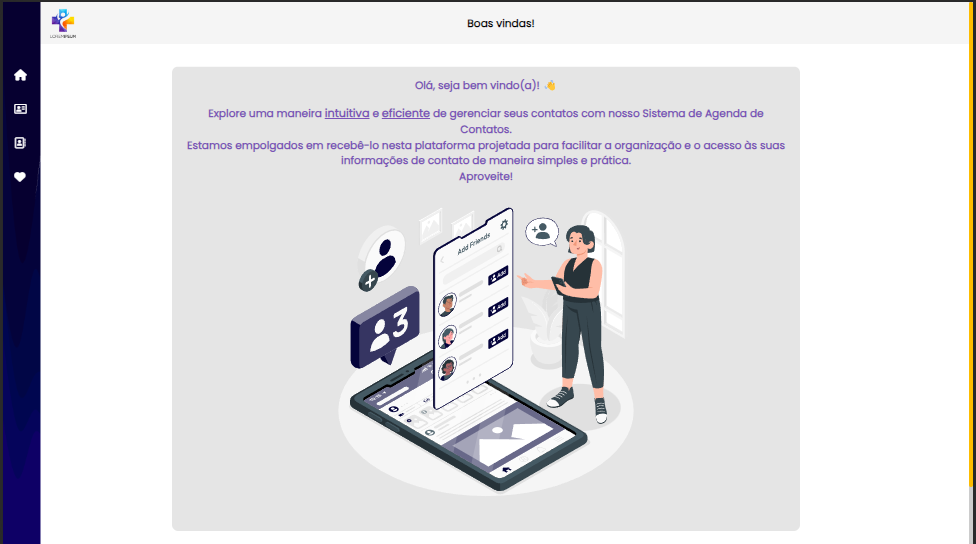 Boas vindas!
LOREMIPSUM
Olá, seja bem vindo(a)! 👋
Explore uma maneira intuitiva e eficiente de gerenciar seus contatos com nosso Sistema de Agenda de
Contatos.
Estamos empolgados em recebê-lo nesta plataforma projetada para facilitar a organização e o acesso às suas
informações de contato de maneira simples e prática.
Aproveite!
Add Friends
Add
3
Add
Add